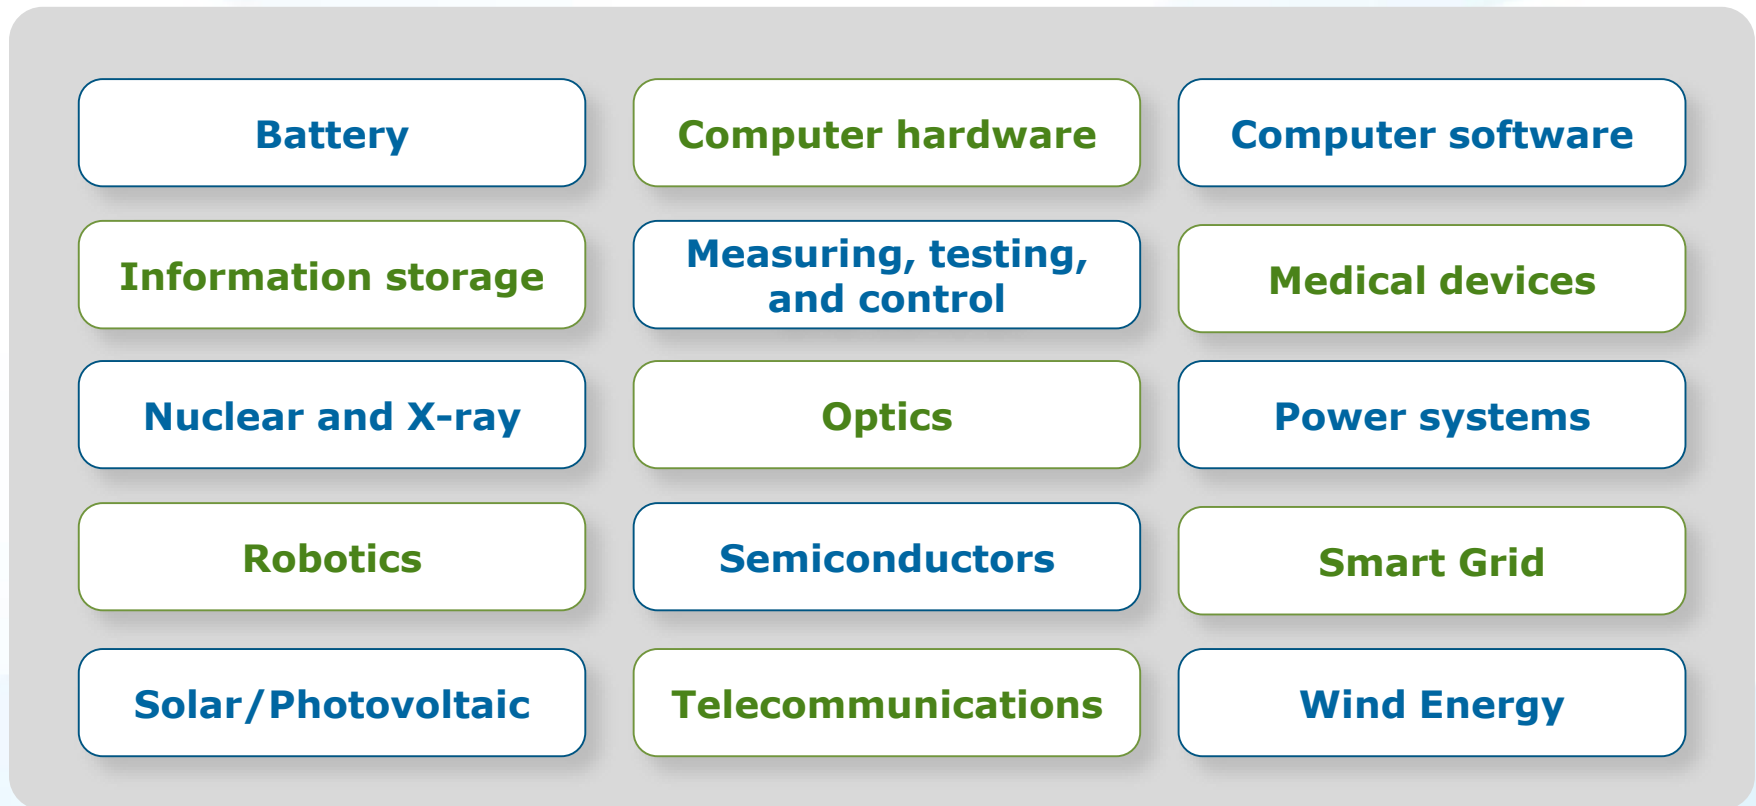 Battery
Computer hardware
Computer software
Information storage
Measuring, testing,
and control
Medical devices
Nuclear and X-ray
Optics
Power systems
Robotics
Semiconductors
Smart Grid
Solar/Photovoltaic
Telecommunications
Wind Energy